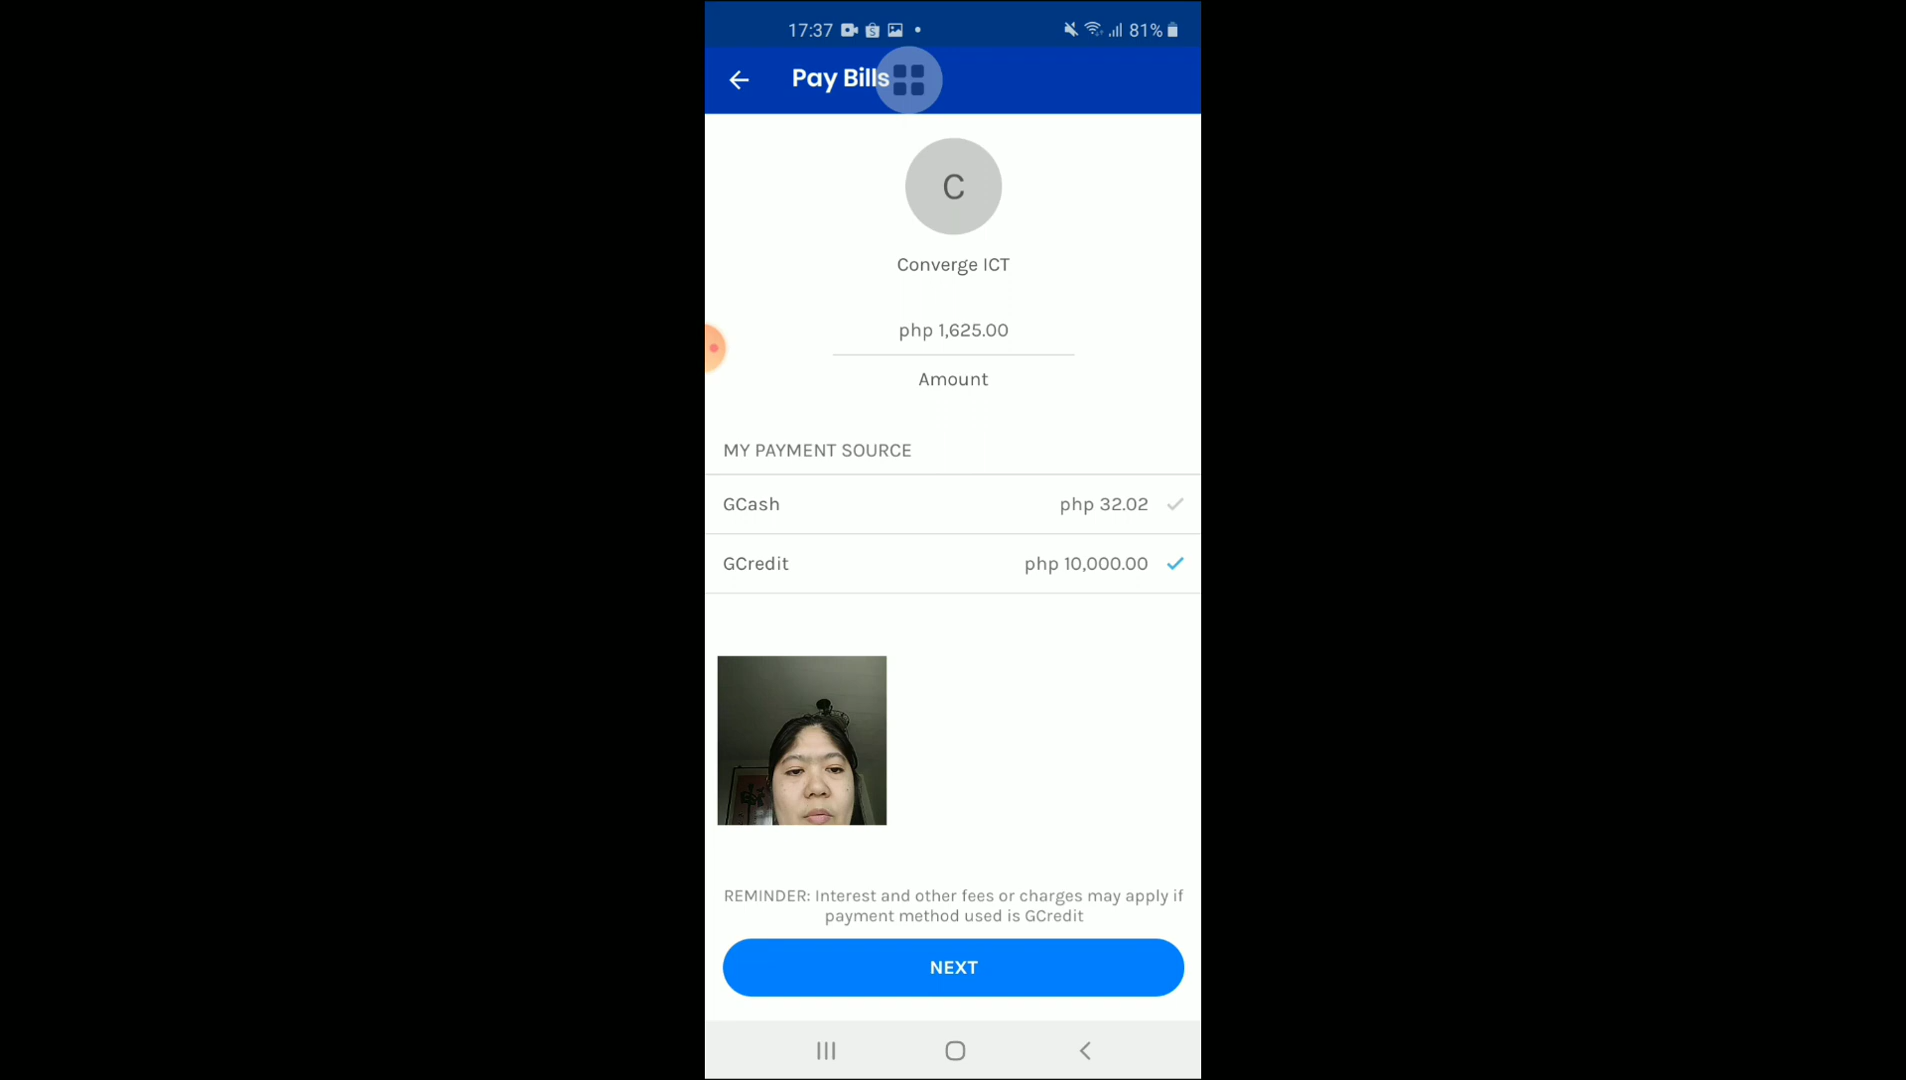 17:37 81%
Pay Bills
C
Converge ICT
php 1,625.00
Amount
MY PAYMENT SOURCE
GCash php 32.02
GCredit php 10,000.00
REMINDER: Interest and other fees or charges may apply if
payment method used is GCredit
NEXT